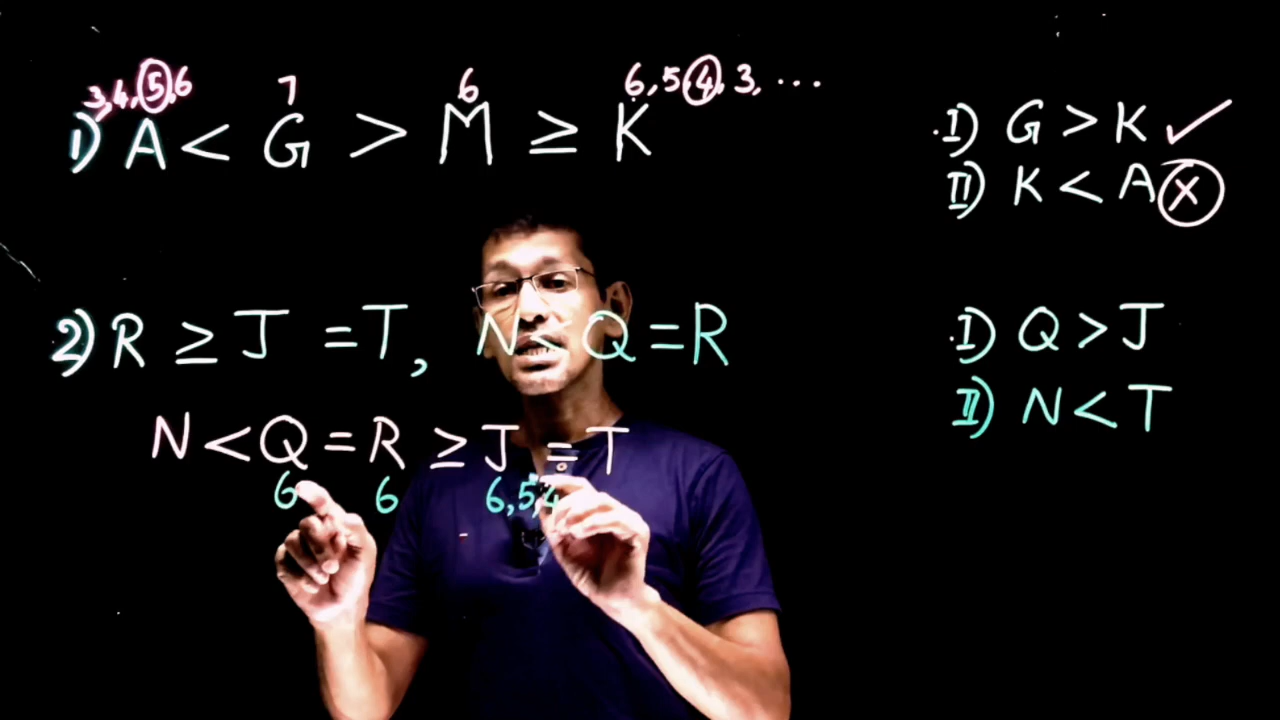 3,4,5,6 7 6 6,5,4,3,...
1) A < G > M ≥ K
I) G > K ✓
II) K < A X
2) R ≥ J = T, N < Q = R
N < Q = R ≥ J = T
6 6 6,5,4
I) Q > J
II) N < T